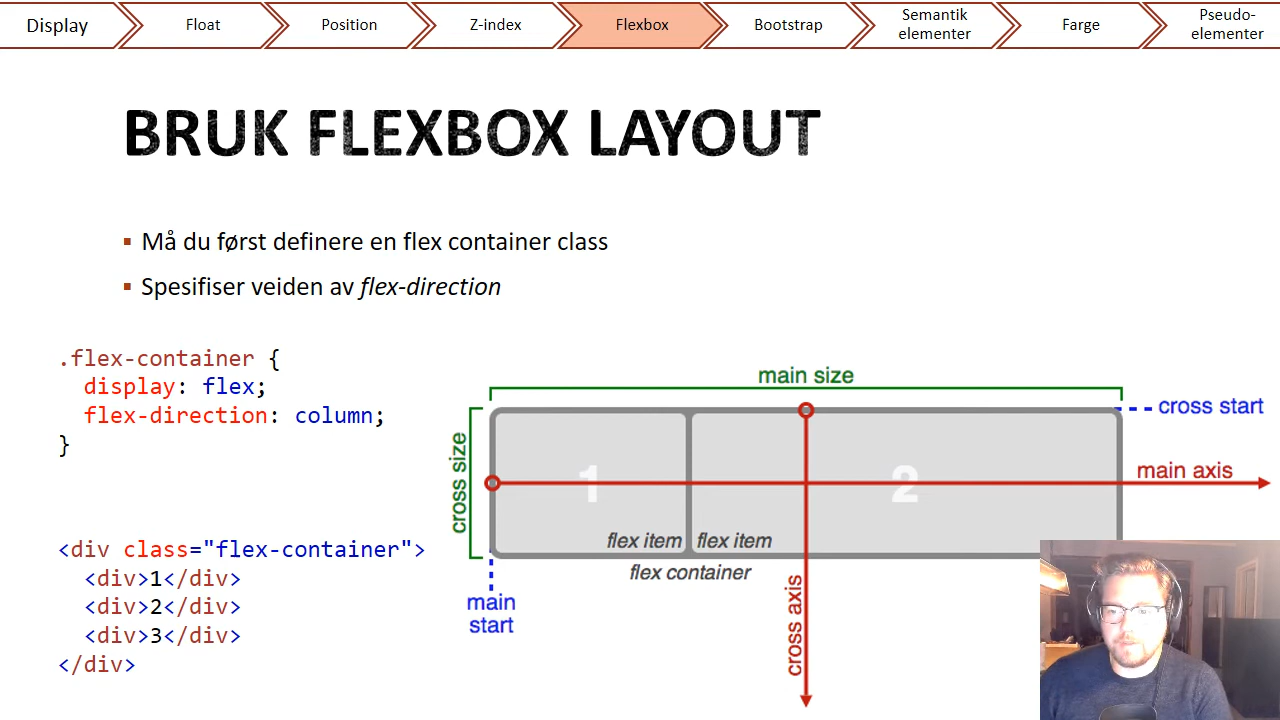 Display
Float
Position
Z-index
Flexbox
Bootstrap
Semantik
elementer
Farge
Pseudo-
elementer
BRUK FLEXBOX LAYOUT
Må du først definere en flex container class
Spesifiser veiden av flex-direction
.flex-container {
display: flex;
flex-direction: column;
}
<div class="flex-container">
<div>1</div>
<div>2</div>
<div>3</div>
</div>
main size
cross start
cross size
1
2
main axis
flex item
flex item
flex container
main
start
cross axis